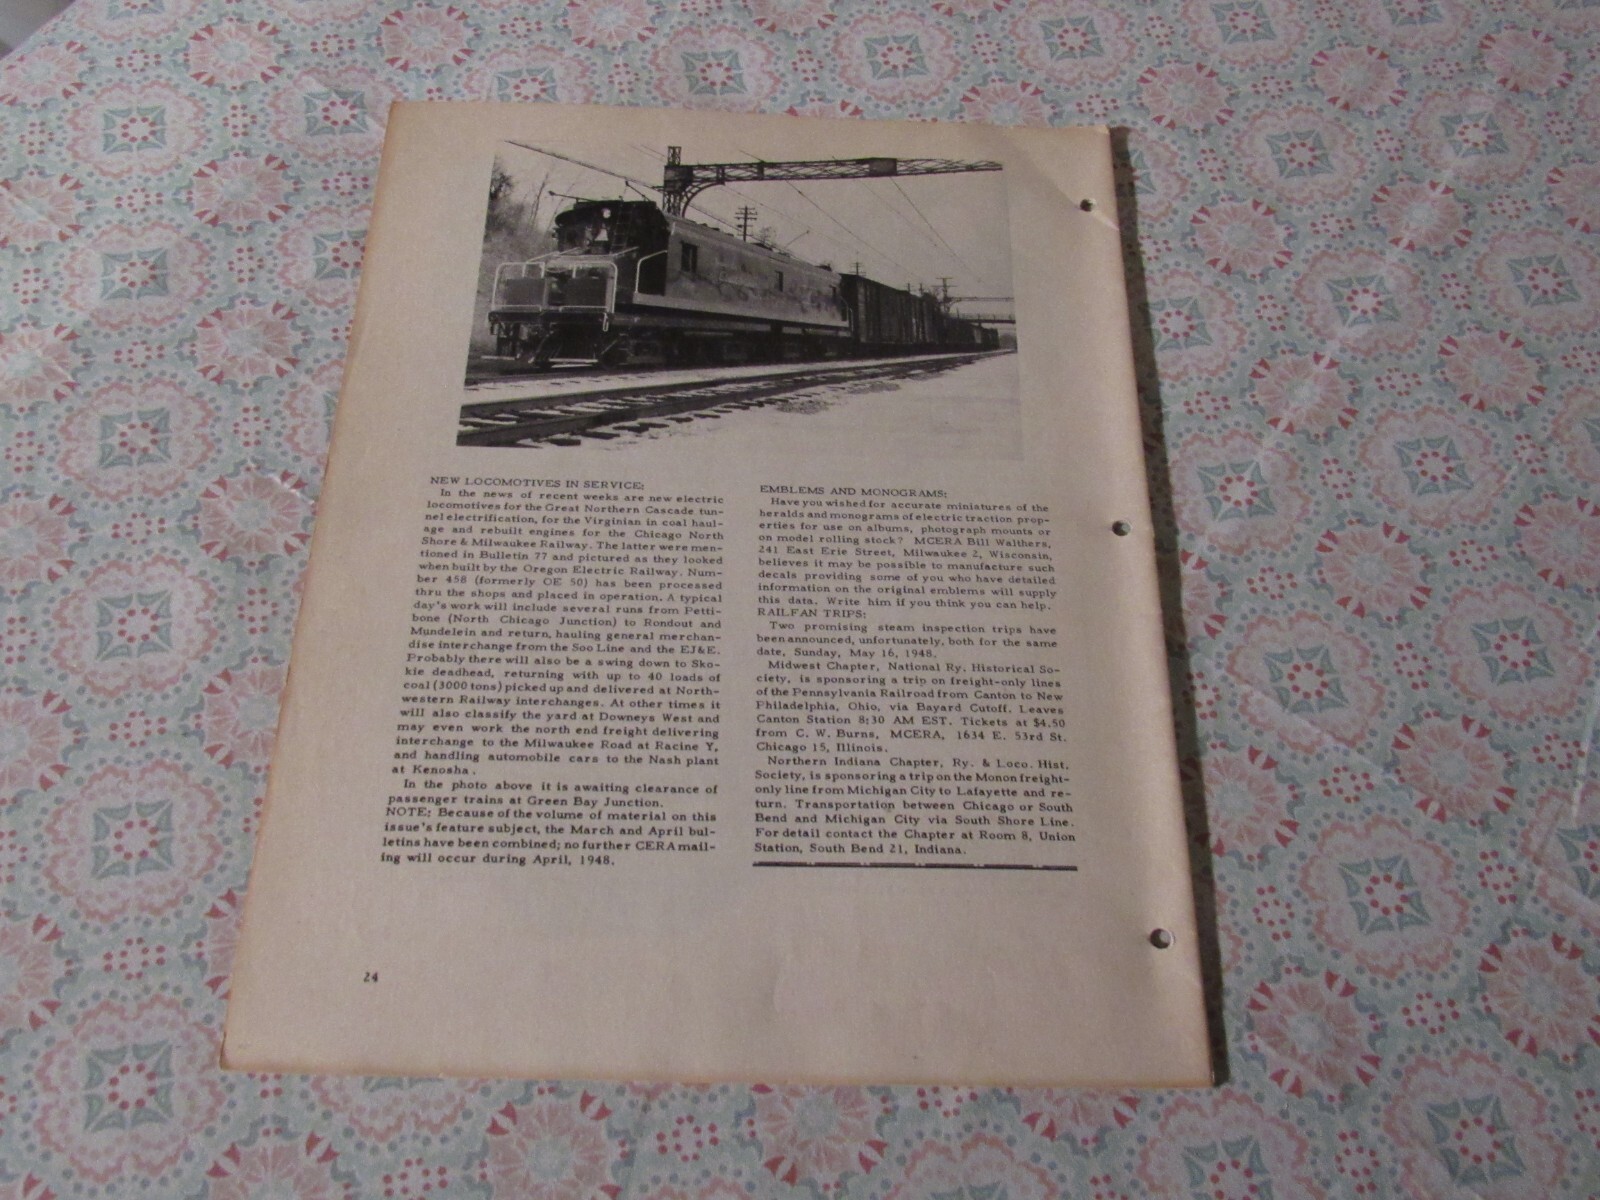 NEW LOCOMOTIVES IN SERVICE:
In the news of recent weeks are new electric
locomotives for the Great Northern Cascade tun-
nel electrification, for the Virginian in coal haul-
age and rebuilt engines for the Chicago North
Shore & Milwaukee Railway. The latter were men-
tioned in Bulletin 77 and pictured as they looked
when built by the Oregon Electric Railway. Num-
ber 458 (formerly OE 50) has been processed
thru the shops and placed in operation. A typical
day's work will include several runs from Petti-
bone (North Chicago Junction) to Rondout and
Mundelein and return, hauling general merchan-
dise interchange from the Soo Line and the EJ&E.
Probably there will also be a swing down to Sko-
kie deadhead, returning with up to 40 loads of
coal (3000 tons) picked up and delivered at North-
western Railway interchanges. At other times it
will also classify the yard at Downeys West and
may even work the north end freight delivering
interchange to the Milwaukee Road at Racine Y,
and handling automobile cars to the Nash plant
at Kenosha.
In the photo above it is awaiting clearance of
passenger trains at Green Bay Junction.
NOTE: Because of the volume of material on this
issue's feature subject, the March and April bul-
letins have been combined; no further CERA mail-
ing will occur during April, 1948.
EMBLEMS AND MONOGRAMS:
Have you wished for accurate miniatures of the
heralds and monograms of electric traction prop-
erties for use on albums, photograph mounts or
on model rolling stock? MCERA Bill Walthers,
241 East Erie Street, Milwaukee 2, Wisconsin,
believes it may be possible to manufacture such
decals providing some of you who have detailed
information on the original emblems will supply
this data. Write him if you think you can help.
RAILFAN TRIPS:
Two promising steam inspection trips have
been announced, unfortunately, both for the same
date, Sunday, May 16, 1948.
Midwest Chapter, National Ry. Historical So-
ciety, is sponsoring a trip on freight-only lines
of the Pennsylvania Railroad from Canton to New
Philadelphia, Ohio, via Bayard Cutoff. Leaves
Canton Station 8:30 AM EST. Tickets at $4.50
from C. W. Burns, MCERA, 1634 E. 53rd St.
Chicago 15, Illinois.
Northern Indiana Chapter, Ry. & Loco. Hist.
Society, is sponsoring a trip on the Monon freight-
only line from Michigan City to Lafayette and re-
turn. Transportation between Chicago or South
Bend and Michigan City via South Shore Line.
For detail contact the Chapter at Room 8, Union
Station, South Bend 21, Indiana.
24